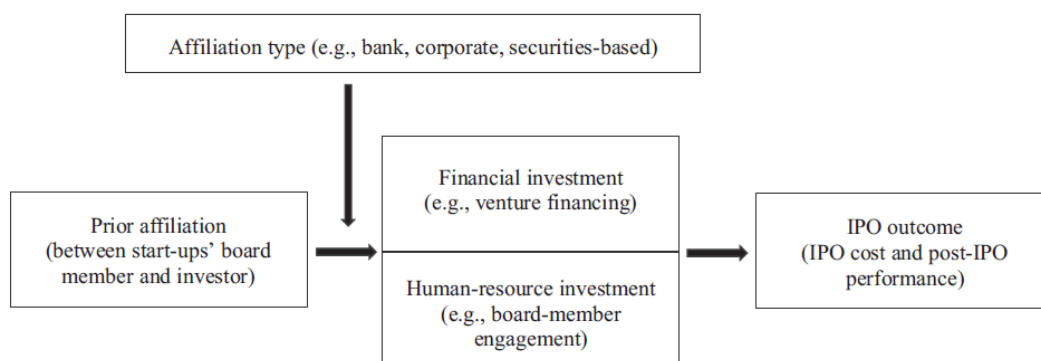 Affiliation type (e.g., bank, corporate, securities-based)
Financial investment
(e.g., venture financing)
Prior affiliation
(between start-ups’ board
member and investor)
IPO outcome
(IPO cost and post-IPO
performance)
Human-resource investment
(e.g., board-member
engagement)